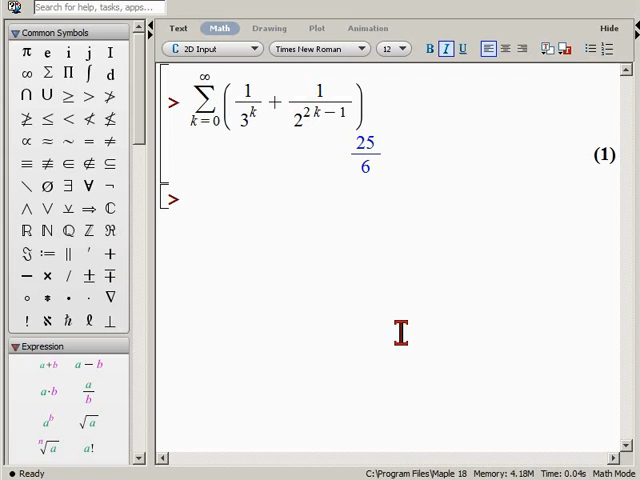 Search for help, tasks, apps...
Common Symbols
π e i j I
∞ Σ Π ∫ d
∩ ∪ ≥ > ≯
≱ ≤ < ≮ ≰
∝ ≈ ~ = ≠
≡ ≢ ∈ ∉ ⊆
\ Ø ∃ ∀ ¬
∧ ∨ ⊻ ⇒ ℂ
ℕ ℝ ℚ ℤ ℜ
ℑ := ∥ ′ +
− × / ± ∓
∘ * • · ∇
! ℵ ħ ℓ ⊥
Expression
a+b a−b
a·b a/b
a^b √a
ⁿ√a a!
Text Math Drawing Plot Animation Hide
C 2D Input Times New Roman 12 B I U
> ∑_{k=0}^{∞} (1/3^k + 1/2^{2 k − 1})
25/6 (1)
>
Ready C:\Program Files\Maple 18 Memory: 4.18M Time: 0.04s Math Mode